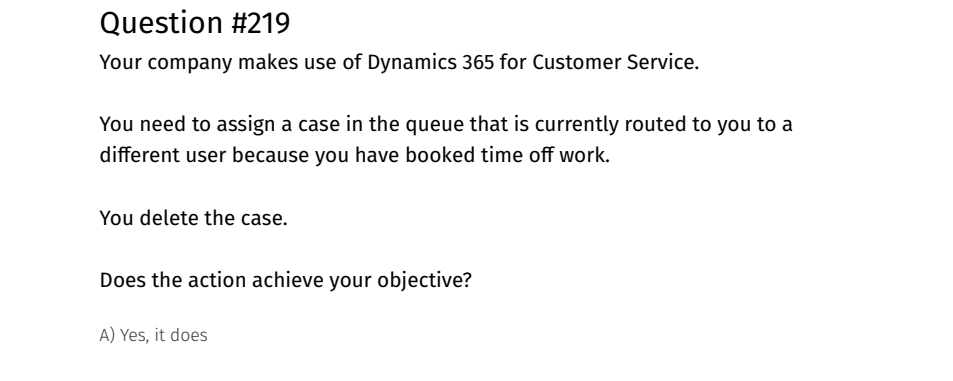 Question #219
Your company makes use of Dynamics 365 for Customer Service.
You need to assign a case in the queue that is currently routed to you to a
different user because you have booked time off work.
You delete the case.
Does the action achieve your objective?
A) Yes, it does